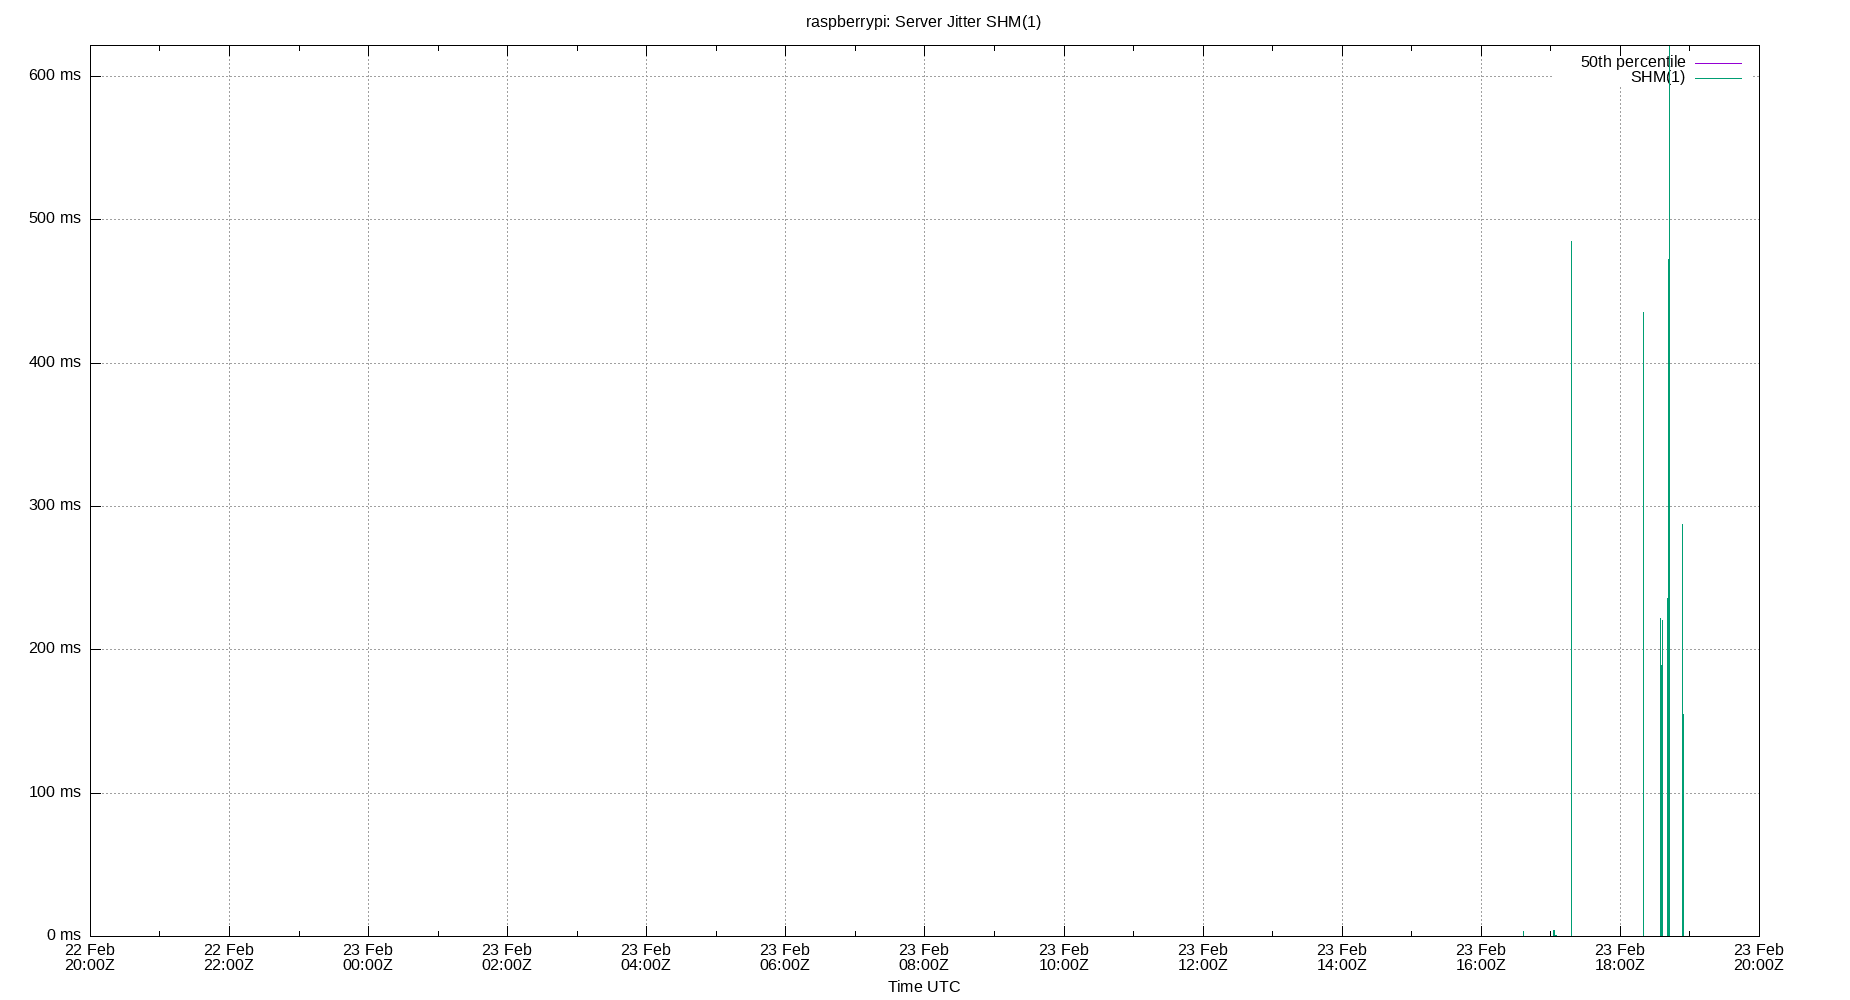 raspberrypi: Server Jitter SHM(1)
600 ms
500 ms
400 ms
300 ms
200 ms
100 ms
0 ms
50th percentile
SHM(1)
22 Feb
20:00Z
22 Feb
22:00Z
23 Feb
00:00Z
23 Feb
02:00Z
23 Feb
04:00Z
23 Feb
06:00Z
23 Feb
08:00Z
23 Feb
10:00Z
23 Feb
12:00Z
23 Feb
14:00Z
23 Feb
16:00Z
23 Feb
18:00Z
23 Feb
20:00Z
Time UTC